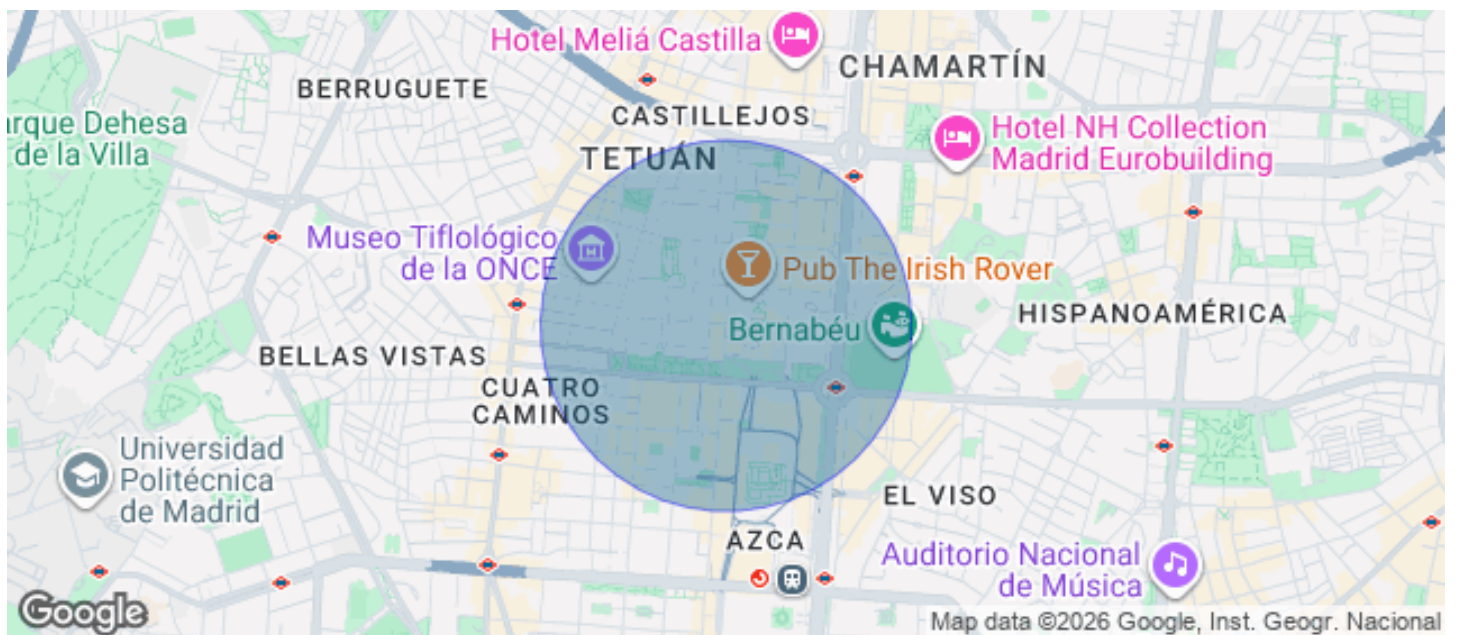 Hotel Meliá Castilla
CHAMARTÍN
BERRUGUETE
CASTILLEJOS
arque Dehesa
de la Villa
Hotel NH Collection
Madrid Eurobuilding
TETUÁN
Museo Tiflológico
de la ONCE
Pub The Irish Rover
Bernabéu
HISPANOAMÉRICA
BELLAS VISTAS
CUATRO
CAMINOS
Universidad
Politécnica
de Madrid
EL VISO
AZCA
Auditorio Nacional
de Música
Google
Map data ©2026 Google, Inst. Geogr. Nacional